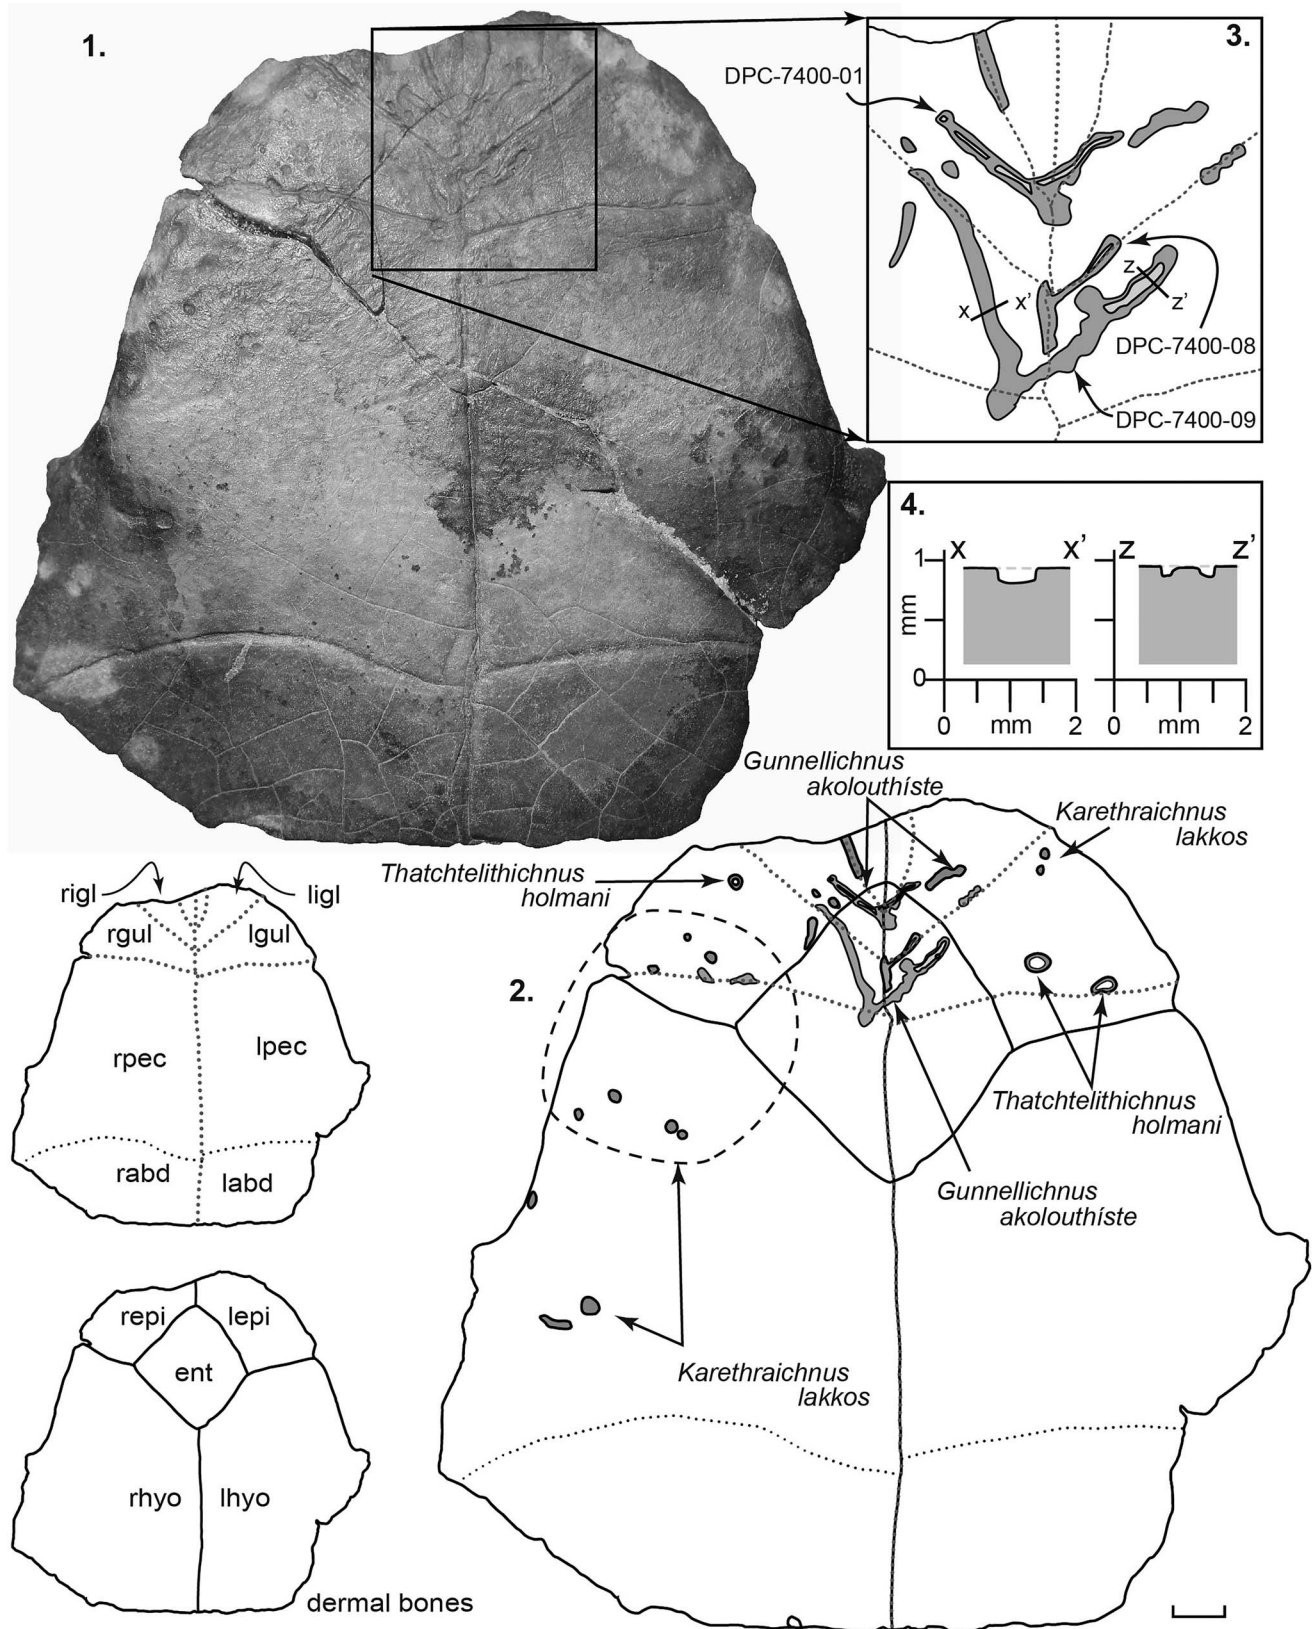 1.
3.
DPC-7400-01
x
x’
z
z’
DPC-7400-08
DPC-7400-09
4.
x
x’
z
z’
1
mm
0
0
mm
2
0
mm
2
Gunnellichnus
akolouthíste
Karethraichnus
lakkos
Thatchtelithichnus
holmani
2.
Thatchtelithichnus
holmani
Gunnellichnus
akolouthíste
Karethraichnus
lakkos
rigl
ligl
rgul
lgul
rpec
lpec
rabd
labd
repi
lepi
ent
rhyo
lhyo
dermal bones